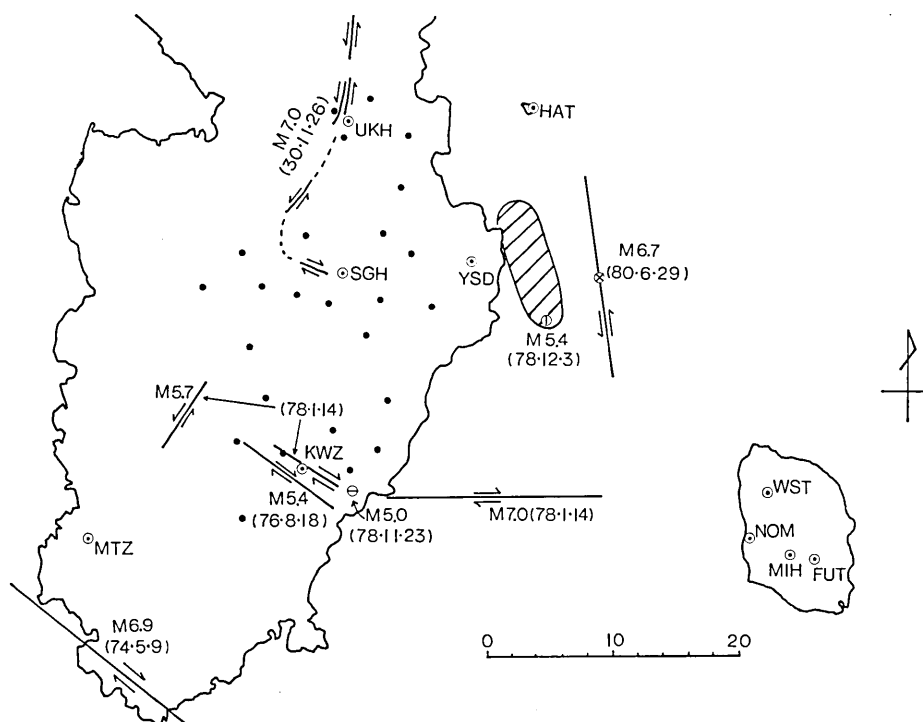 HAT
UKH
M7.0
(30·11·26)
SGH
YSD
M6.7
(80·6·29)
M5.4
(78·12·3)
M5.7
(78·1·14)
KWZ
M5.4
(76·8·18)
M5.0
(78·11·23)
M7.0(78·1·14)
WST
NOM
MIH
FUT
MTZ
M6.9
(74·5·9)
0 10 20